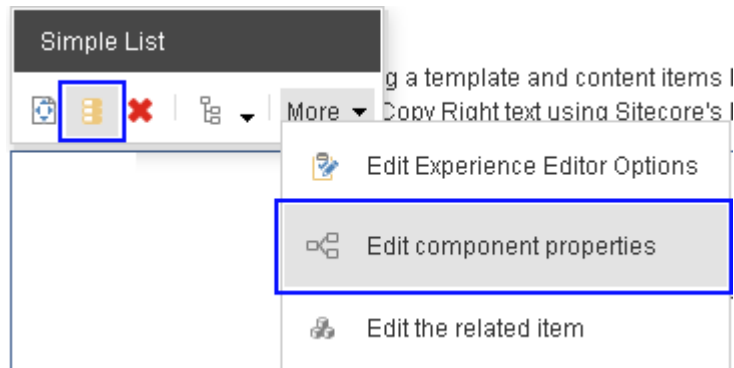 Simple List
g a template and content items
More Copy Right text using Sitecore's
Edit Experience Editor Options
Edit component properties
Edit the related item